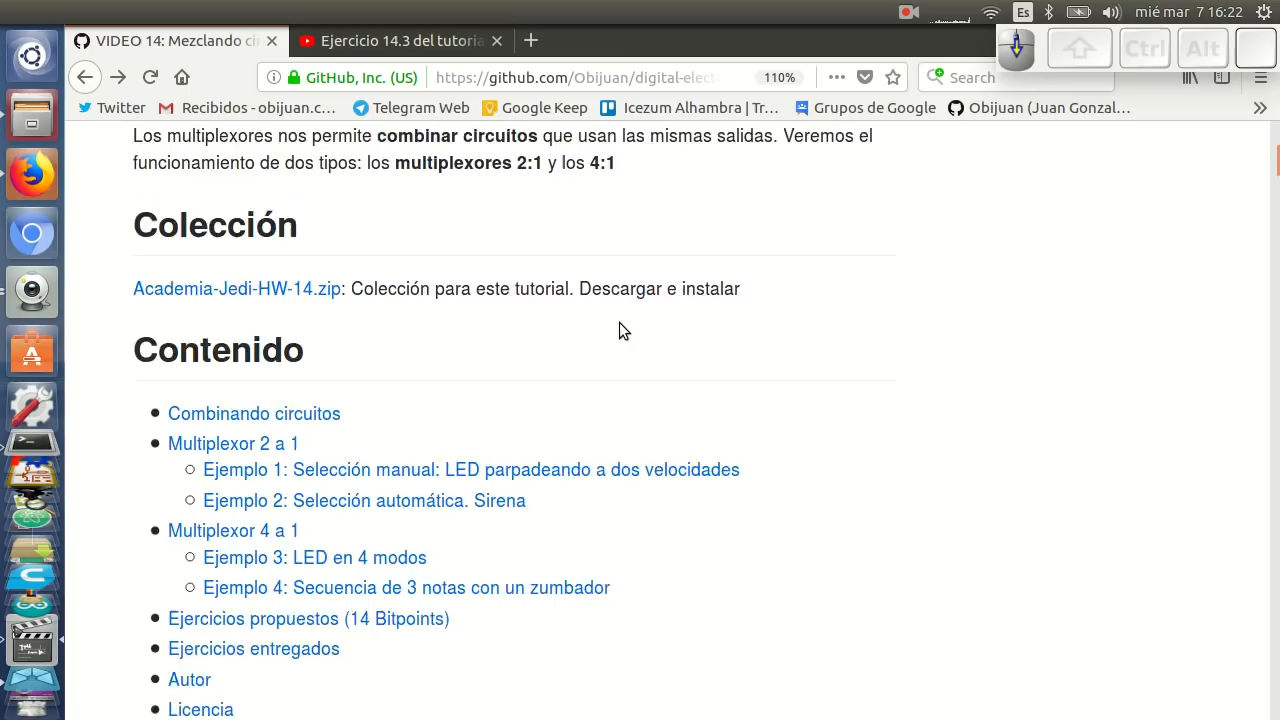 Es
mié mar 7 16:22
VIDEO 14: Mezclando ci
Ejercicio 14.3 del tutoria
Ctrl
Alt
GitHub, Inc. (US)
https://github.com/Obijuan/digital-elect
110%
Search
Twitter
Recibidos - obijuan.c…
Telegram Web
Google Keep
Icezum Alhambra | Tr…
Grupos de Google
Obijuan (Juan Gonzal…
Los multiplexores nos permite combinar circuitos que usan las mismas salidas. Veremos el
funcionamiento de dos tipos: los multiplexores 2:1 y los 4:1
Colección
Academia-Jedi-HW-14.zip: Colección para este tutorial. Descargar e instalar
Contenido
Combinando circuitos
Multiplexor 2 a 1
Ejemplo 1: Selección manual: LED parpadeando a dos velocidades
Ejemplo 2: Selección automática. Sirena
Multiplexor 4 a 1
Ejemplo 3: LED en 4 modos
Ejemplo 4: Secuencia de 3 notas con un zumbador
Ejercicios propuestos (14 Bitpoints)
Ejercicios entregados
Autor
Licencia